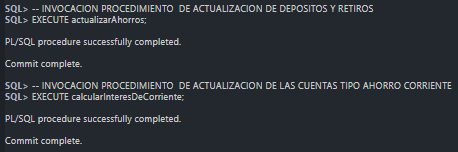 SQL> -- INVOCACION PROCEDIMIENTO  DE ACTUALIZACION DE DEPOSITOS Y RETIROS
SQL> EXECUTE actualizarAhorros;
PL/SQL procedure successfully completed.
Commit complete.
SQL> -- INVOCACION PROCEDIMIENTO  DE ACTUALIZACION DE LAS CUENTAS TIPO AHORRO CORRIENTE
SQL> EXECUTE calcularInteresDeCorriente;
PL/SQL procedure successfully completed.
Commit complete.